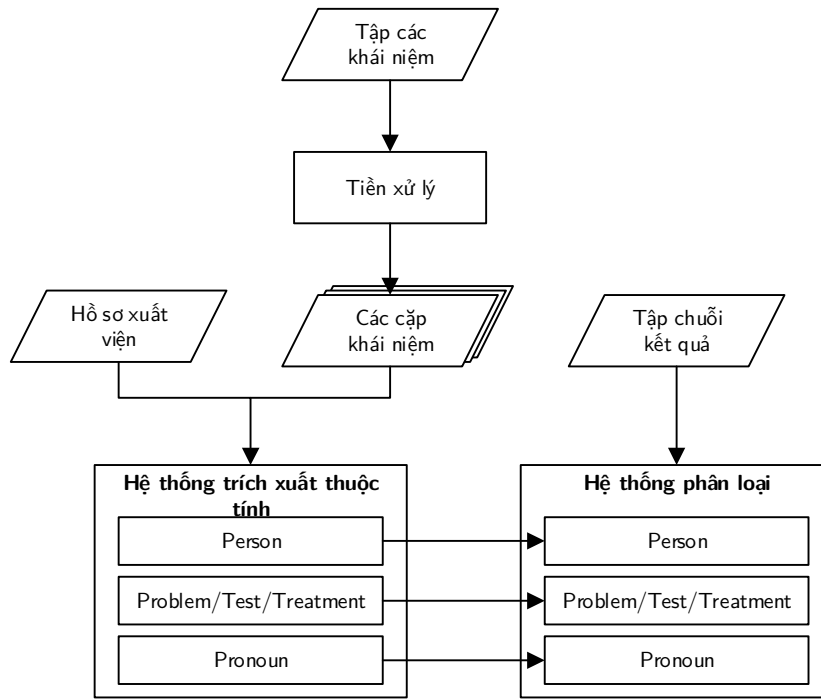 Tập các
khái niệm
Tiền xử lý
Hồ sơ xuất
viện
Các cặp
khái niệm
Tập chuỗi
kết quả
Hệ thống trích xuất thuộc
tính
Person
Problem/Test/Treatment
Pronoun
Hệ thống phân loại
Person
Problem/Test/Treatment
Pronoun